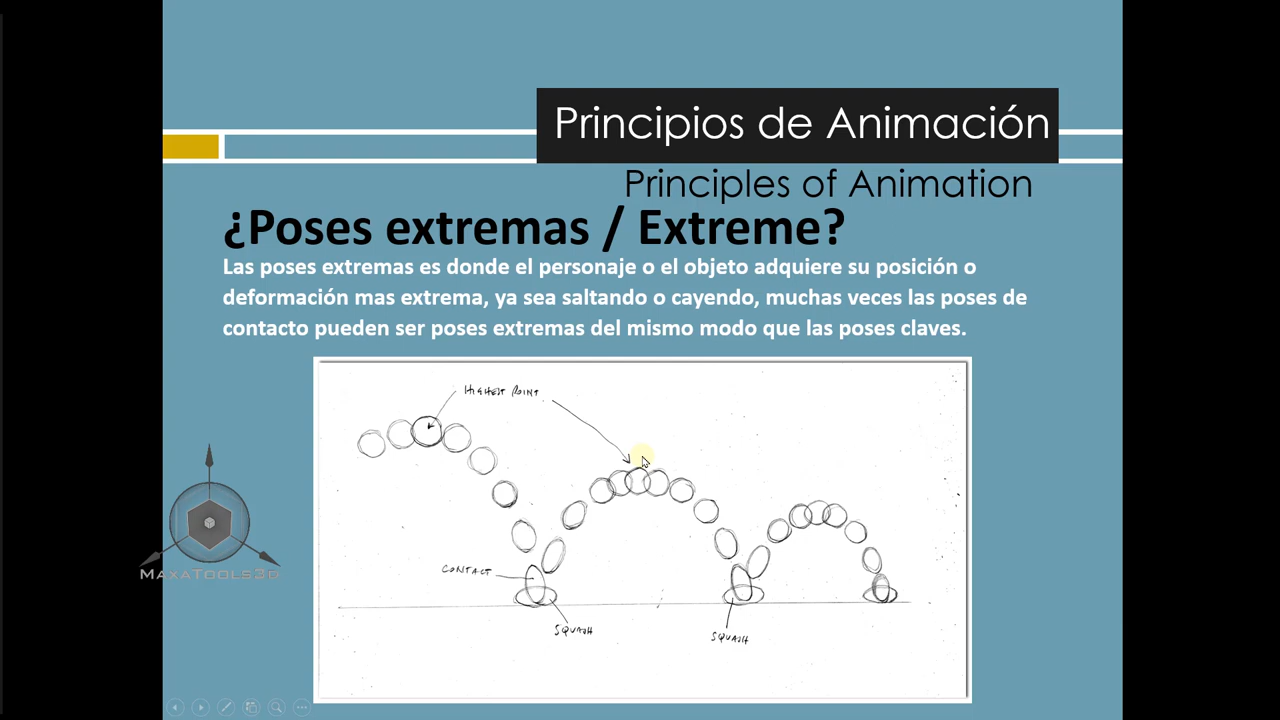 Principios de Animación
Principles of Animation
¿Poses extremas / Extreme?
Las poses extremas es donde el personaje o el objeto adquiere su posición o
deformación mas extrema, ya sea saltando o cayendo, muchas veces las poses de
contacto pueden ser poses extremas del mismo modo que las poses claves.
HIGHEST POINT
CONTACT
SQUASH
SQUASH
MAXATOOLS3D